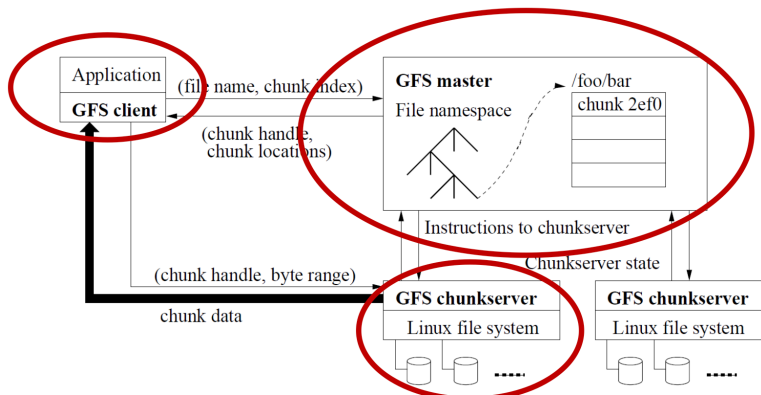 Application
GFS client
(file name, chunk index)
(chunk handle,
chunk locations)
GFS master
File namespace
/foo/bar
chunk 2ef0
Instructions to chunkserver
Chunkserver state
(chunk handle, byte range)
chunk data
GFS chunkserver
Linux file system
GFS chunkserver
Linux file system